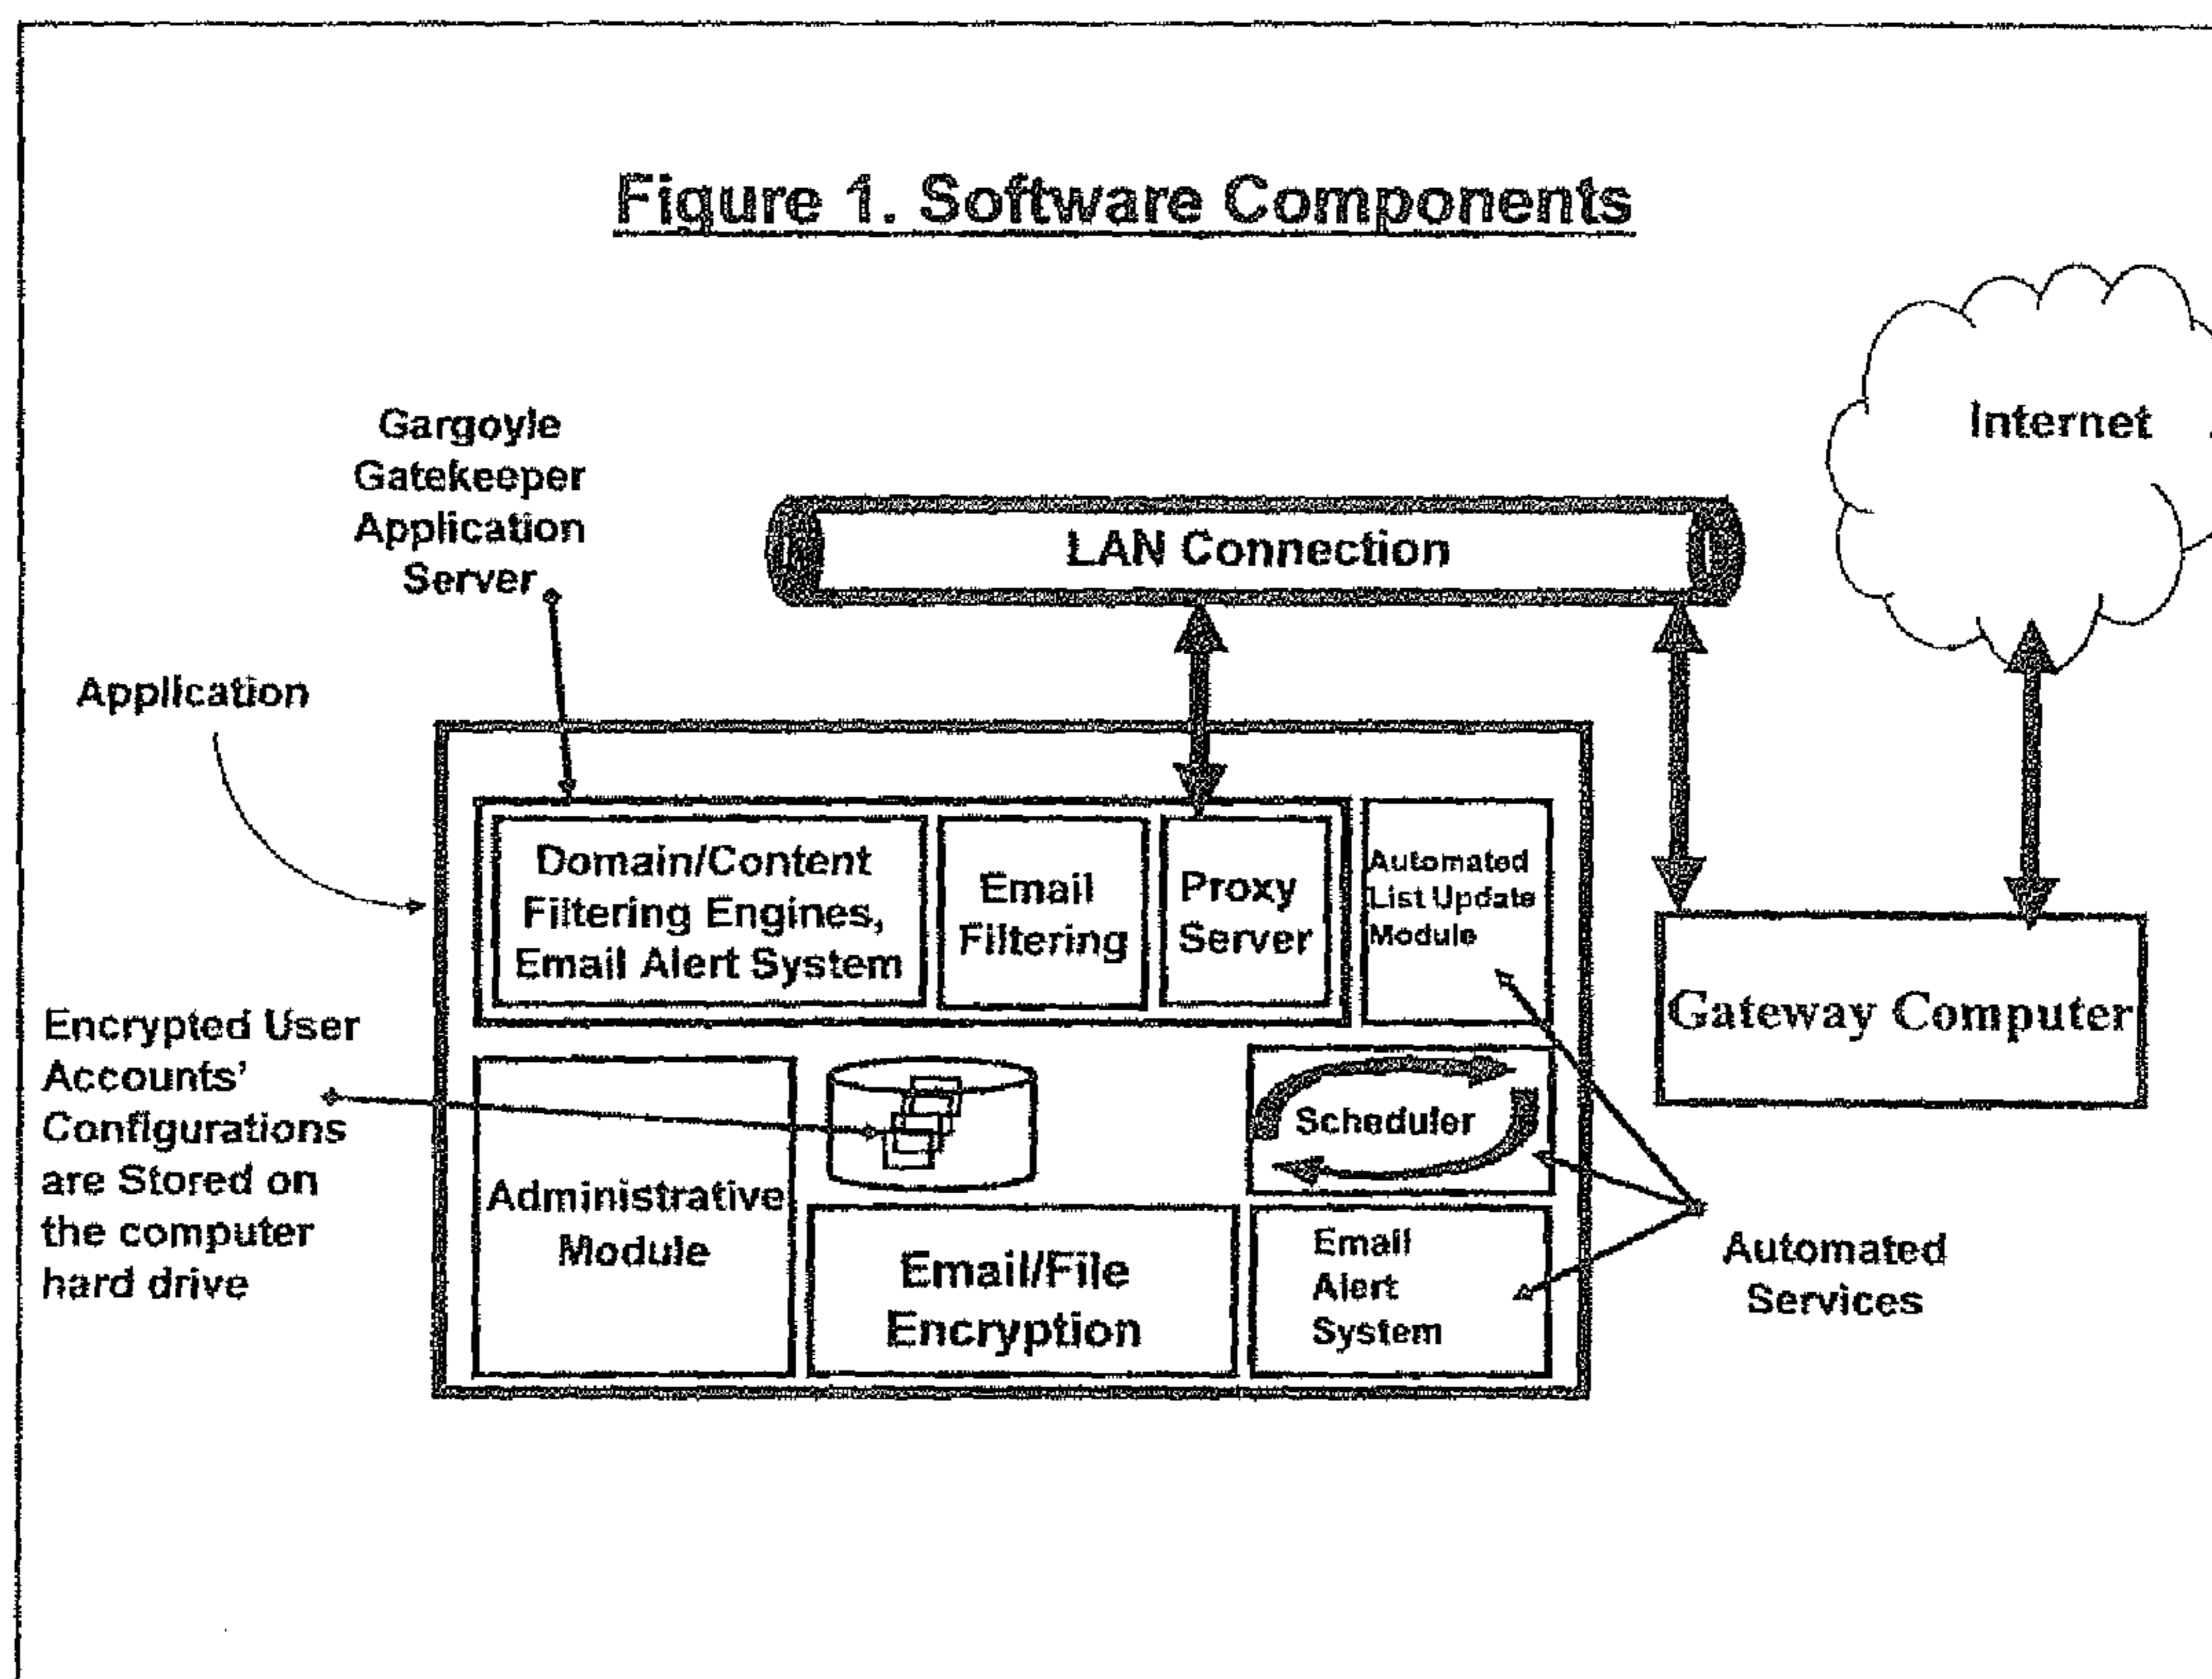 Figure 1. Software Components
Internet
Gargoyle
Gatekeeper
Application
Server
LAN Connection
Application
Domain/Content
Filtering Engines,
Email Alert System
Email
Filtering
Proxy
Server
Automated
List Update
Module
Gateway Computer
Encrypted User
Accounts'
Configurations
are Stored on
the computer
hard drive
Scheduler
Administrative
Module
Email/File
Encryption
Email
Alert
System
Automated
Services